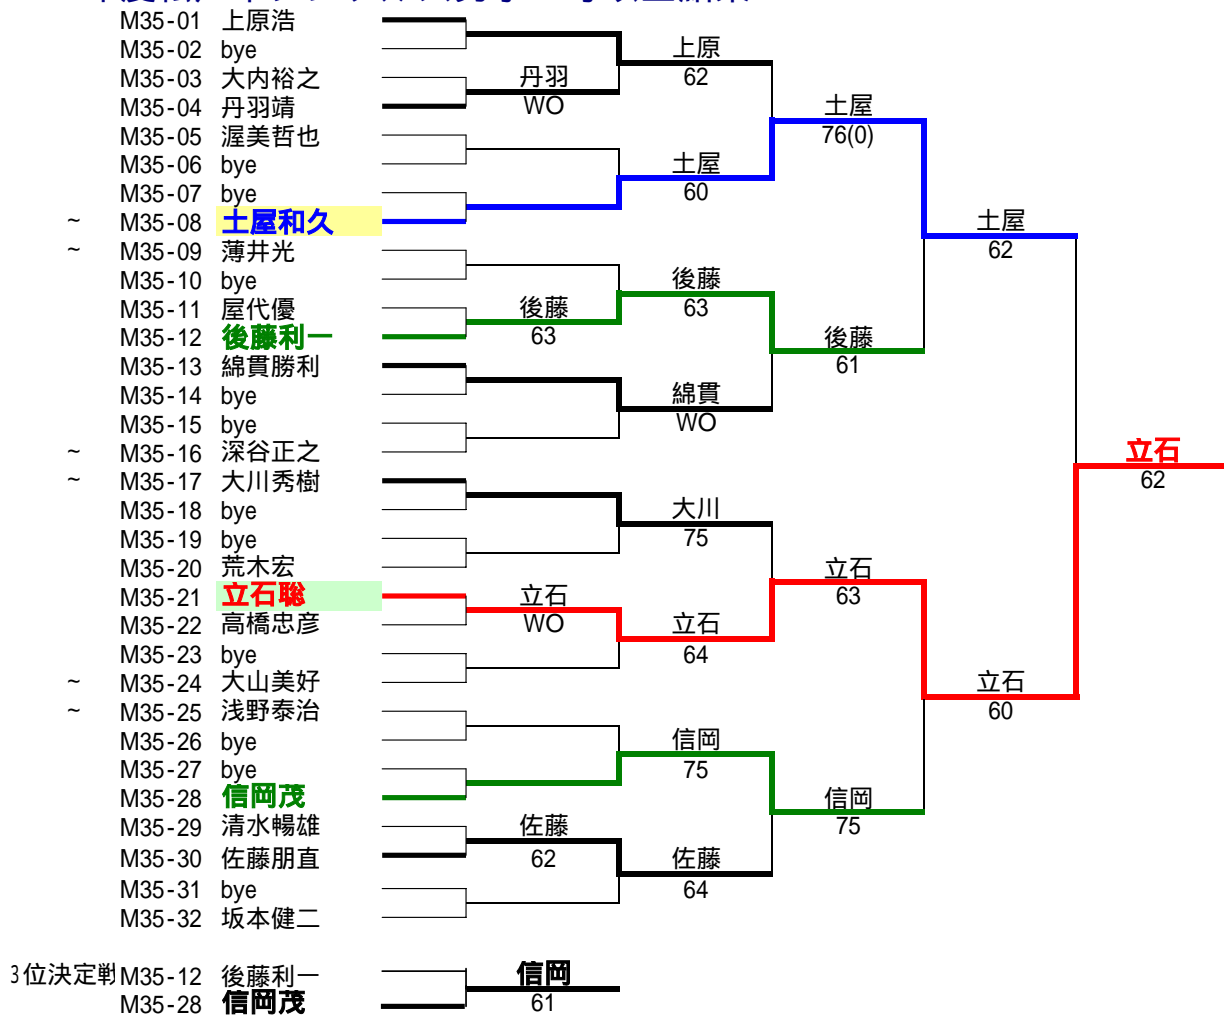 M35-01 上原浩
M35-02 bye
上原
62
M35-03 大内裕之
丹羽
WO
M35-04 丹羽靖
土屋
76(0)
M35-05 渥美哲也
M35-06 bye
土屋
60
M35-07 bye
~ M35-08 土屋和久
土屋
62
~ M35-09 薄井光
M35-10 bye
後藤
63
M35-11 屋代優
後藤
63
M35-12 後藤利一
後藤
61
M35-13 綿貫勝利
M35-14 bye
綿貫
WO
M35-15 bye
~ M35-16 深谷正之
立石
62
~ M35-17 大川秀樹
M35-18 bye
大川
75
M35-19 bye
M35-20 荒木宏
立石
63
M35-21 立石聡
立石
WO
M35-22 高橋忠彦
立石
64
M35-23 bye
~ M35-24 大山美好
立石
60
~ M35-25 浅野泰治
M35-26 bye
信岡
75
M35-27 bye
M35-28 信岡茂
信岡
75
M35-29 清水暢雄
佐藤
62
M35-30 佐藤朋直
佐藤
64
M35-31 bye
M35-32 坂本健二
3位決定戦 M35-12 後藤利一
信岡
61
M35-28 信岡茂